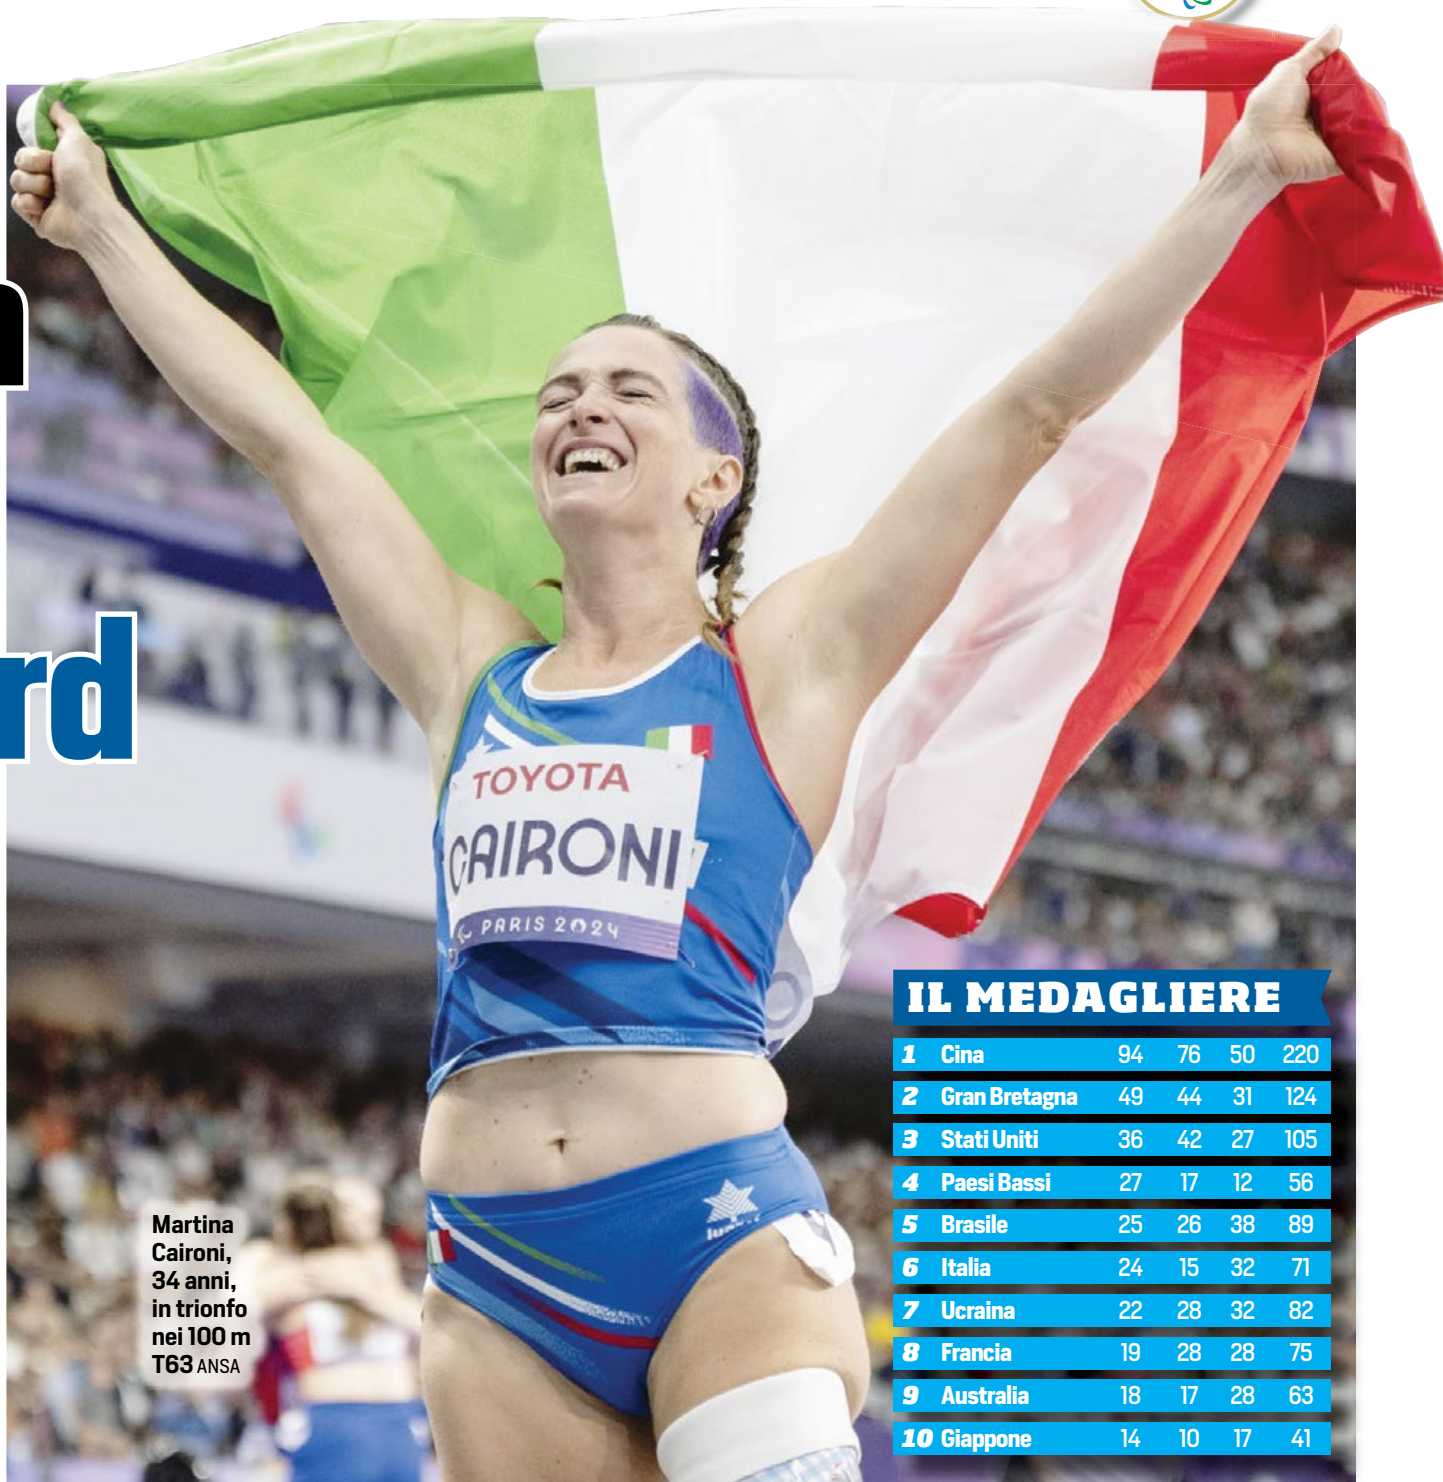 rd
TOYOTA
CAIRONI
PARIS 2024
IL MEDAGLIERE
1 Cina 94 76 50 220
2 Gran Bretagna 49 44 31 124
3 Stati Uniti 36 42 27 105
4 Paesi Bassi 27 17 12 56
5 Brasile 25 26 38 89
6 Italia 24 15 32 71
7 Ucraina 22 28 32 82
8 Francia 19 28 28 75
9 Australia 18 17 28 63
10 Giappone 14 10 17 41
Martina
Caironi,
34 anni,
in trionfo
nei 100 m
T63 ANSA